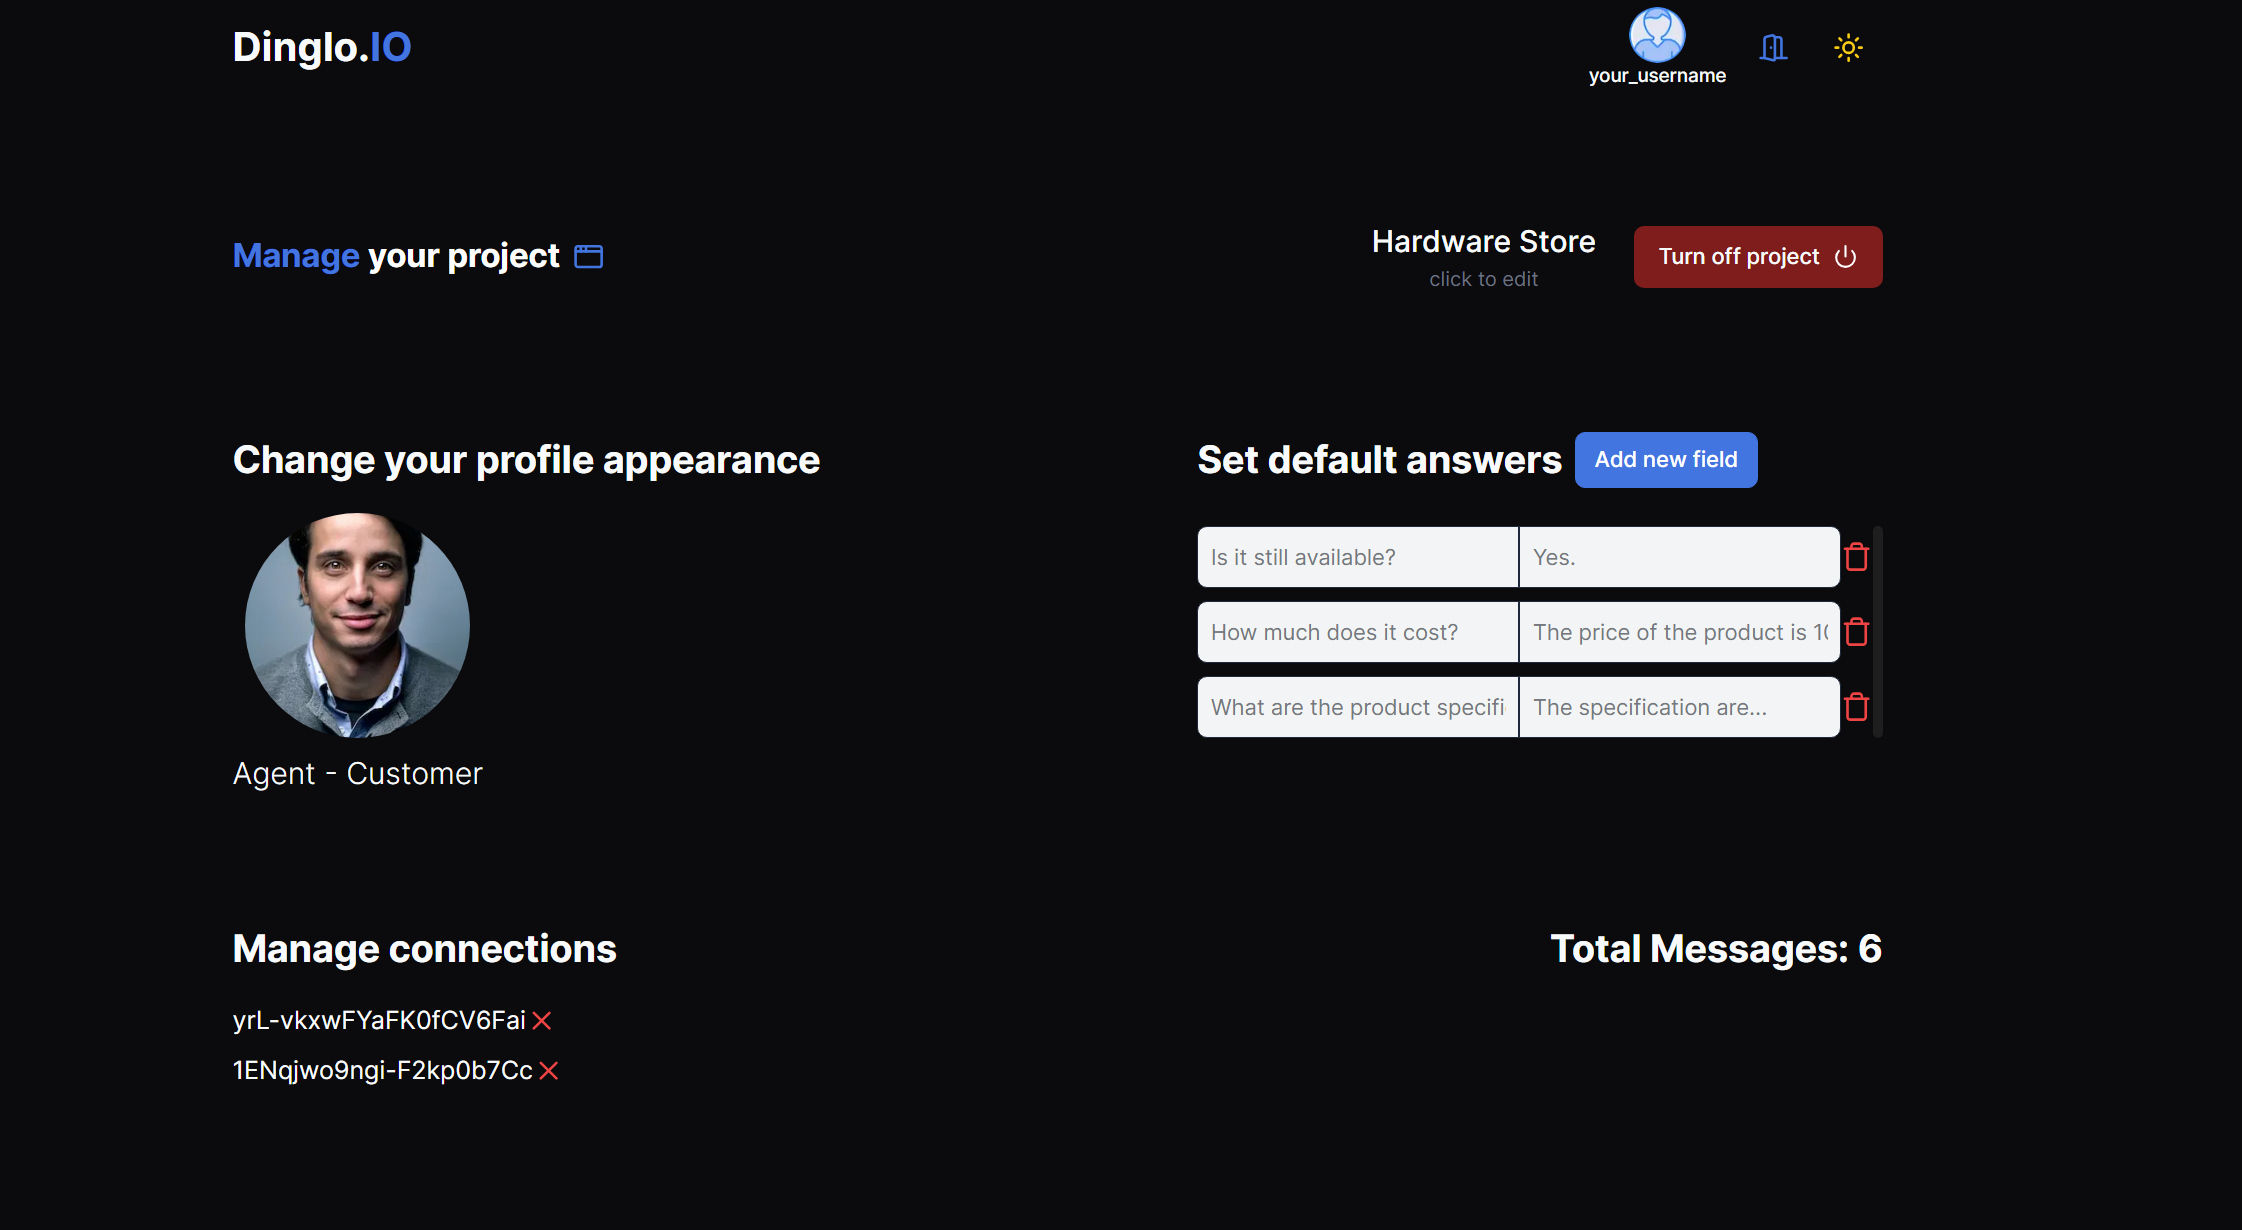 Dinglo.IO
your_username
Manage your project
Hardware Store
click to edit
Turn off project
Change your profile appearance
Agent - Customer
Set default answers
Add new field
Is it still available?
Yes.
How much does it cost?
The price of the product is 10
What are the product specifi
The specification are...
Manage connections
yrL-vkxwFYaFK0fCV6Fai
1ENqjwo9ngi-F2kp0b7Cc
Total Messages: 6